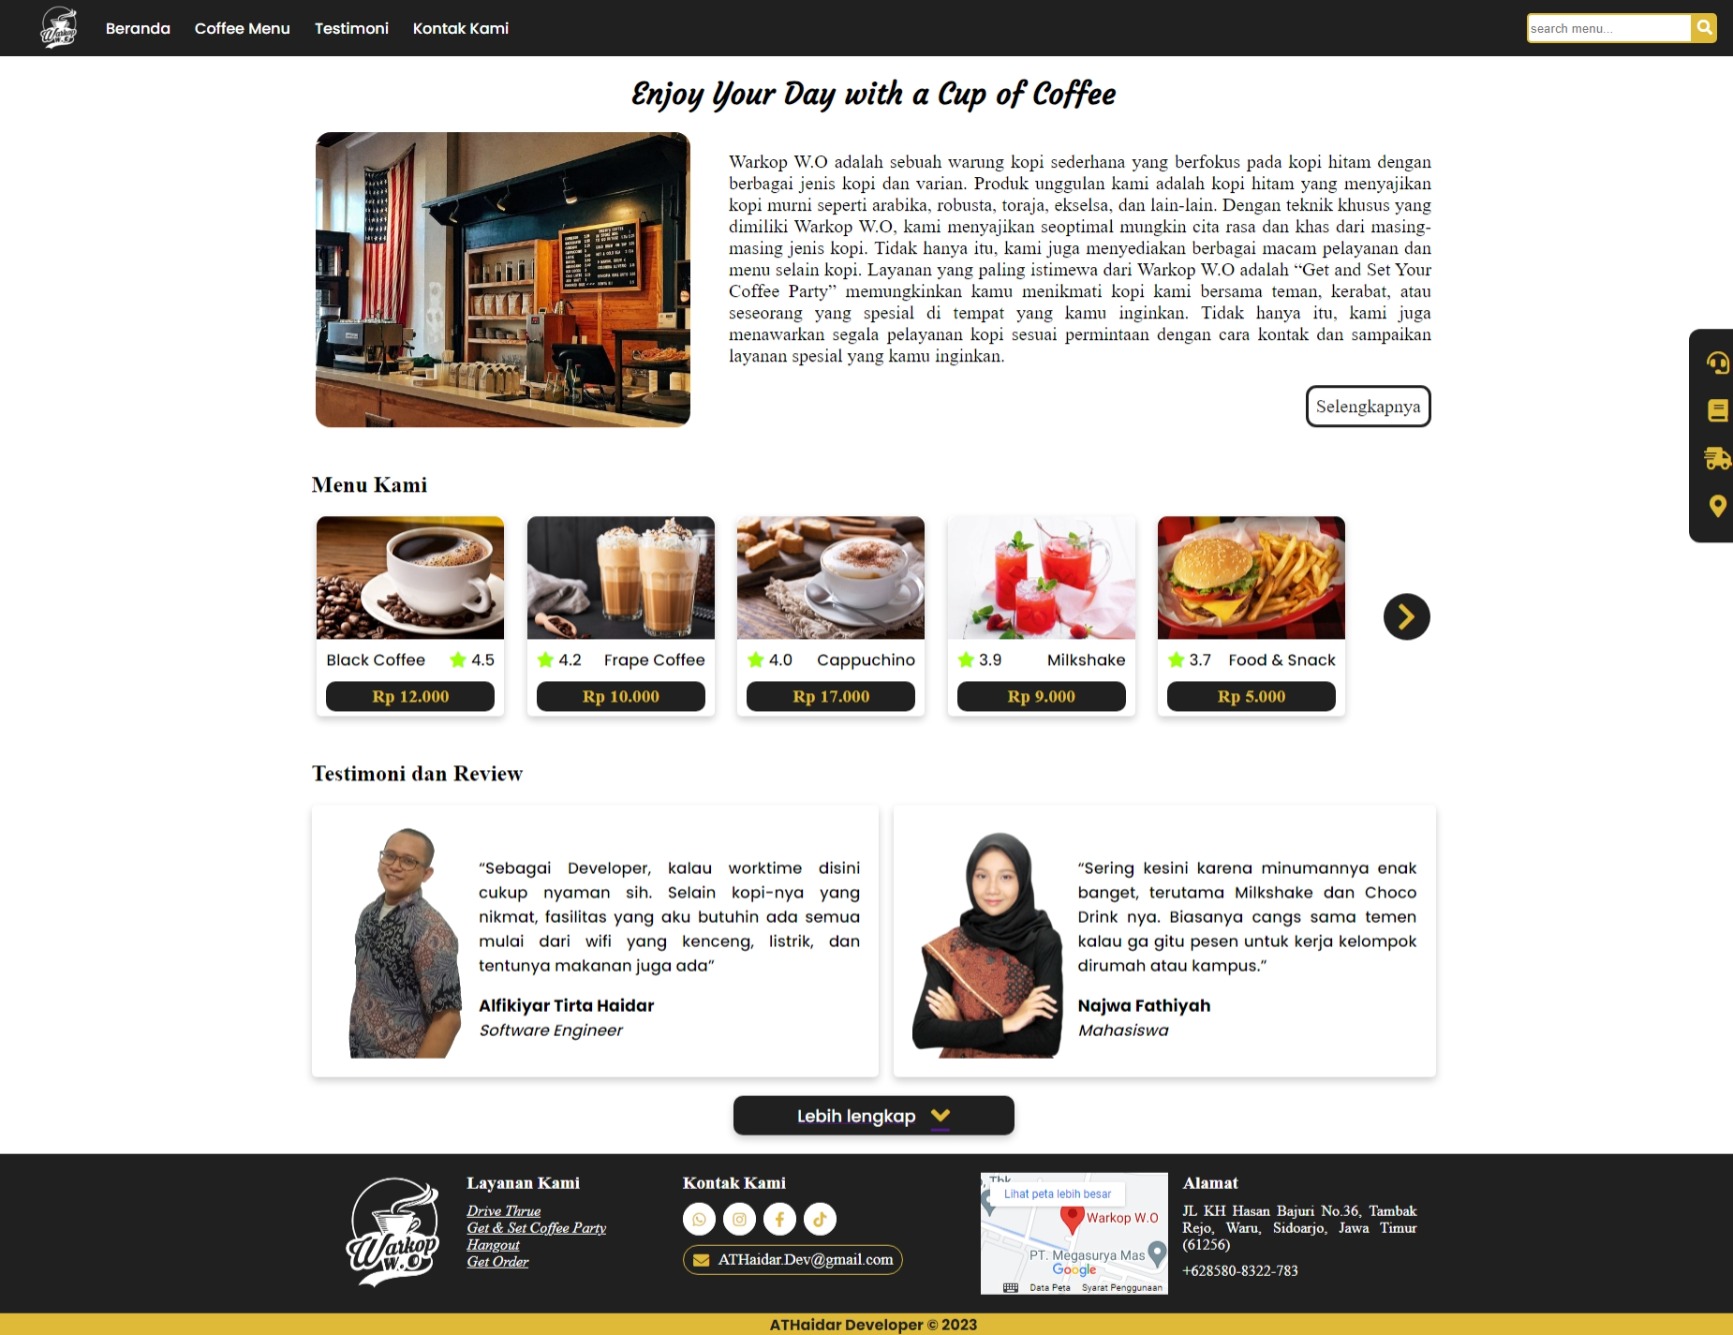 Warkop W.O
Beranda
Coffee Menu
Testimoni
Kontak Kami
search menu...
Enjoy Your Day with a Cup of Coffee
Warkop W.O adalah sebuah warung kopi sederhana yang berfokus pada kopi hitam dengan
berbagai jenis kopi dan varian. Produk unggulan kami adalah kopi hitam yang menyajikan
kopi murni seperti arabika, robusta, toraja, ekselsa, dan lain-lain. Dengan teknik khusus yang
dimiliki Warkop W.O, kami menyajikan seoptimal mungkin cita rasa dan khas dari masing-
masing jenis kopi. Tidak hanya itu, kami juga menyediakan berbagai macam pelayanan dan
menu selain kopi. Layanan yang paling istimewa dari Warkop W.O adalah “Get and Set Your
Coffee Party” memungkinkan kamu menikmati kopi kami bersama teman, kerabat, atau
seseorang yang spesial di tempat yang kamu inginkan. Tidak hanya itu, kami juga
menawarkan segala pelayanan kopi sesuai permintaan dengan cara kontak dan sampaikan
layanan spesial yang kamu inginkan.
Selengkapnya
Menu Kami
Black Coffee 4.5
Rp 12.000
4.2 Frape Coffee
Rp 10.000
4.0 Cappuchino
Rp 17.000
3.9 Milkshake
Rp 9.000
3.7 Food & Snack
Rp 5.000
Testimoni dan Review
“Sebagai Developer, kalau worktime disini
cukup nyaman sih. Selain kopi-nya yang
nikmat, fasilitas yang aku butuhin ada semua
mulai dari wifi yang kenceng, listrik, dan
tentunya makanan juga ada”
Alfikiyar Tirta Haidar
Software Engineer
“Sering kesini karena minumannya enak
banget, terutama Milkshake dan Choco
Drink nya. Biasanya cangs sama temen
kalau ga gitu pesen untuk kerja kelompok
dirumah atau kampus.”
Najwa Fathiyah
Mahasiswa
Lebih lengkap
Warkop
W.O
Layanan Kami
Drive Thrue
Get & Set Coffee Party
Hangout
Get Order
Kontak Kami
ATHaidar.Dev@gmail.com
Lihat peta lebih besar
Warkop W.O
PT. Megasurya Mas
Google
Data Peta
Syarat Penggunaan
Alamat
JL KH Hasan Bajuri No.36, Tambak
Rejo, Waru, Sidoarjo, Jawa Timur
(61256)
+628580-8322-783
ATHaidar Developer © 2023